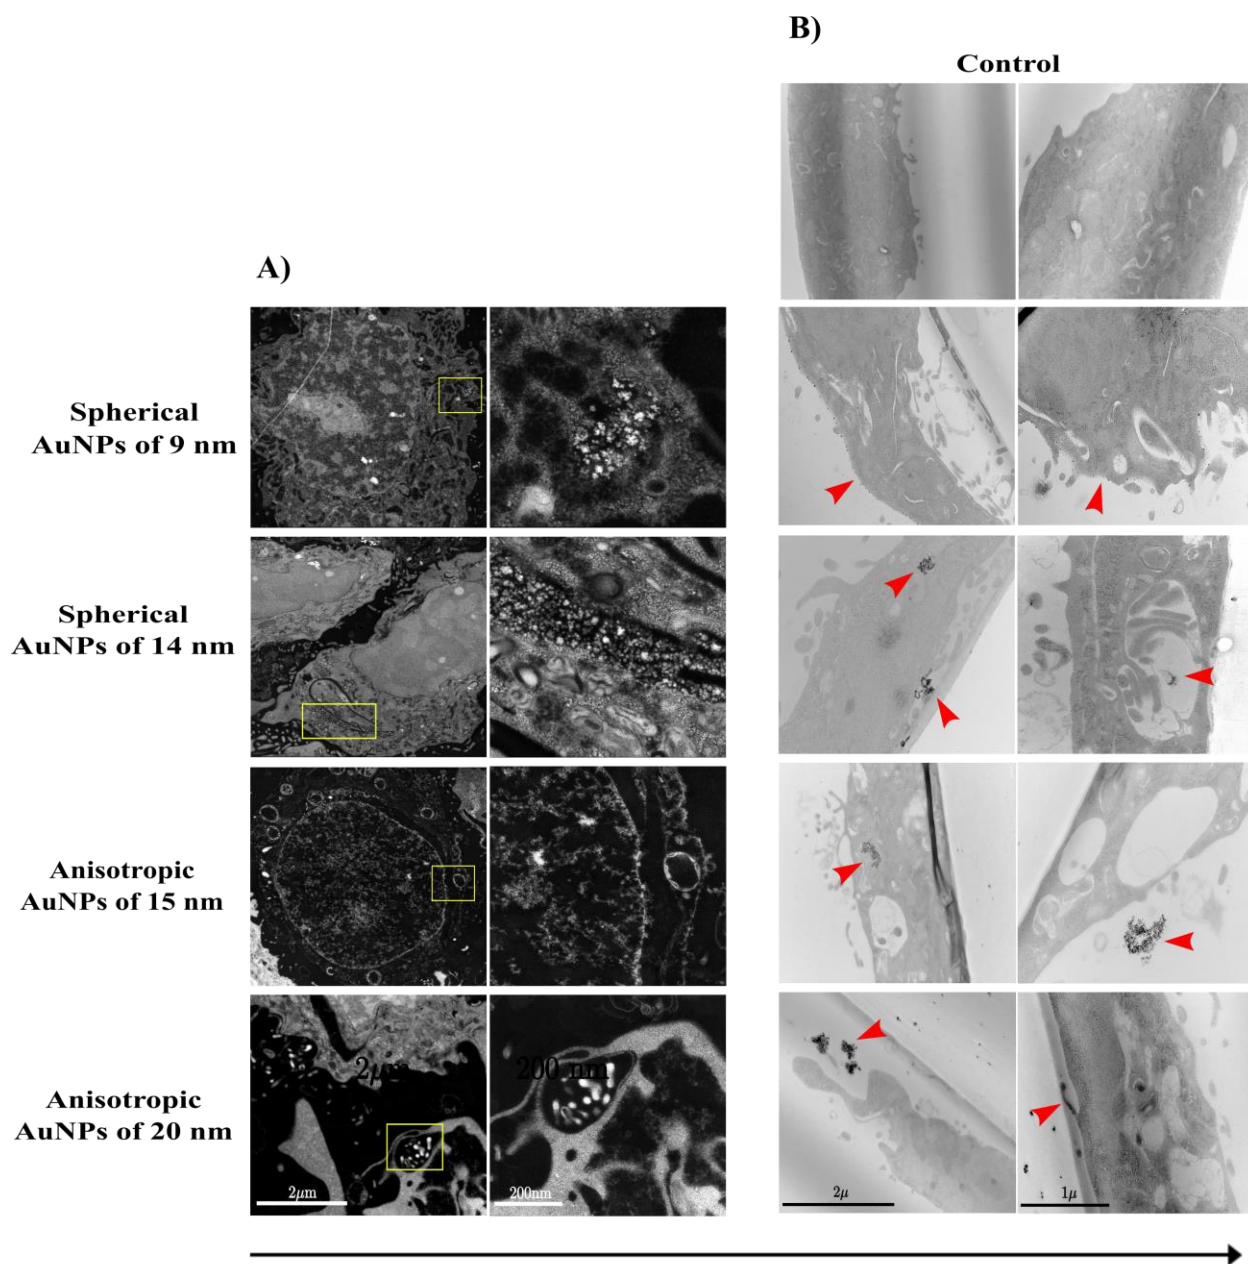 B)
Control
A)
Spherical
AuNPs of 9 nm
Spherical
AuNPs of 14 nm
Anisotropic
AuNPs of 15 nm
Anisotropic
AuNPs of 20 nm
2μm
200 nm
2μm
200nm
2μ
1μ